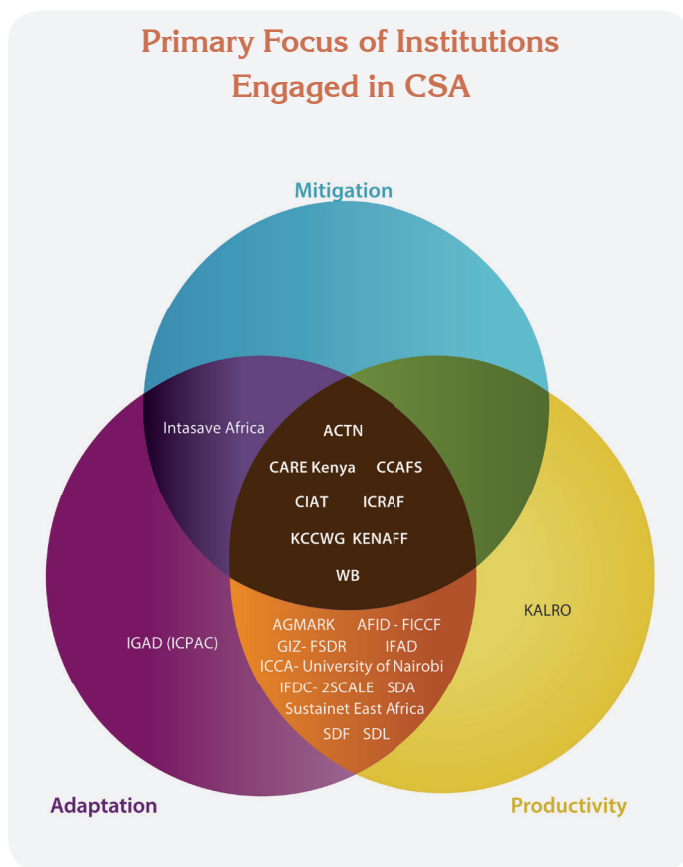 Primary Focus of Institutions
Engaged in CSA
Mitigation
Intasave Africa
ACTN
CARE Kenya CCAFS
CIAT ICRAF
KCCWG KENAFF
WB
KALRO
IGAD (ICPAC)
AGMARK AFID - FICCF
GIZ- FSDR IFAD
ICCA- University of Nairobi
IFDC- 2SCALE SDA
Sustainet East Africa
SDF SDL
Adaptation
Productivity